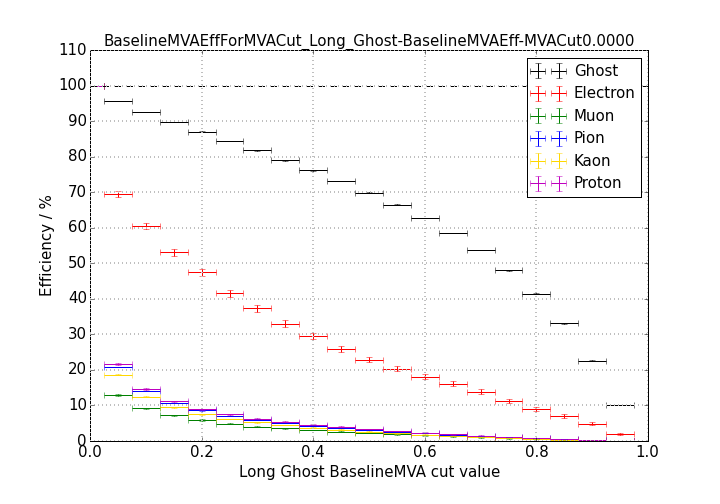 BaselineMVAEffForMVACut_Long_Ghost-BaselineMVAEff-MVACut0.0000
110
100
90
80
70
60
50
40
30
20
10
0
Efficiency / %
Ghost
Electron
Muon
Pion
Kaon
Proton
0.0 0.2 0.4 0.6 0.8 1.0
Long Ghost BaselineMVA cut value